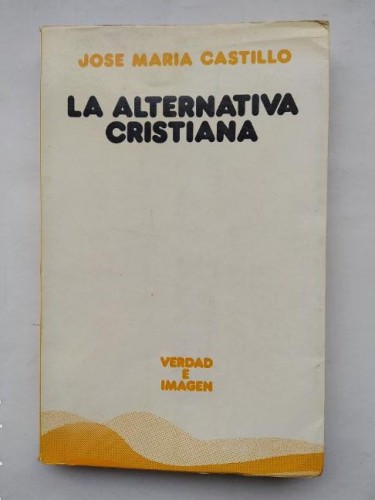 JOSE MARIA CASTILLO
LA ALTERNATIVA
CRISTIANA
VERDAD
E
IMAGEN